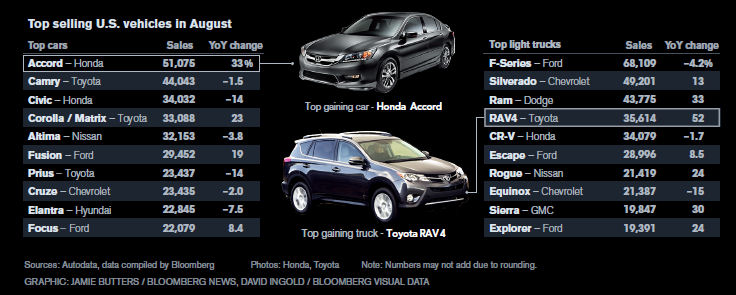 Top selling U.S. vehicles in August
Top cars Sales YoY change
Accord – Honda 51,075 33%
Camry – Toyota 44,043 –1.5
Civic – Honda 34,032 –14
Corolla / Matrix – Toyota 33,088 23
Altima – Nissan 32,153 –3.8
Fusion – Ford 29,452 19
Prius – Toyota 23,437 –14
Cruze – Chevrolet 23,435 –2.0
Elantra – Hyundai 22,845 –7.5
Focus – Ford 22,079 8.4
Top gaining car - Honda Accord
Top gaining truck - Toyota RAV4
Top light trucks Sales YoY change
F-Series – Ford 68,109 –4.2%
Silverado – Chevrolet 49,201 13
Ram – Dodge 43,775 33
RAV4 – Toyota 35,614 52
CR-V – Honda 34,079 –1.7
Escape – Ford 28,996 8.5
Rogue – Nissan 21,419 24
Equinox – Chevrolet 21,387 –15
Sierra – GMC 19,847 30
Explorer – Ford 19,391 24
Sources: Autodata, data compiled by Bloomberg Photos: Honda, Toyota Note: Numbers may not add due to rounding.
GRAPHIC: JAMIE BUTTERS / BLOOMBERG NEWS, DAVID INGOLD / BLOOMBERG VISUAL DATA